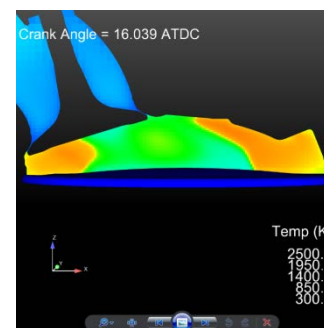 Crank Angle = 16.039 ATDC
z
Y
X
Temp (K
2500.
1950.
1400.
850.
300.